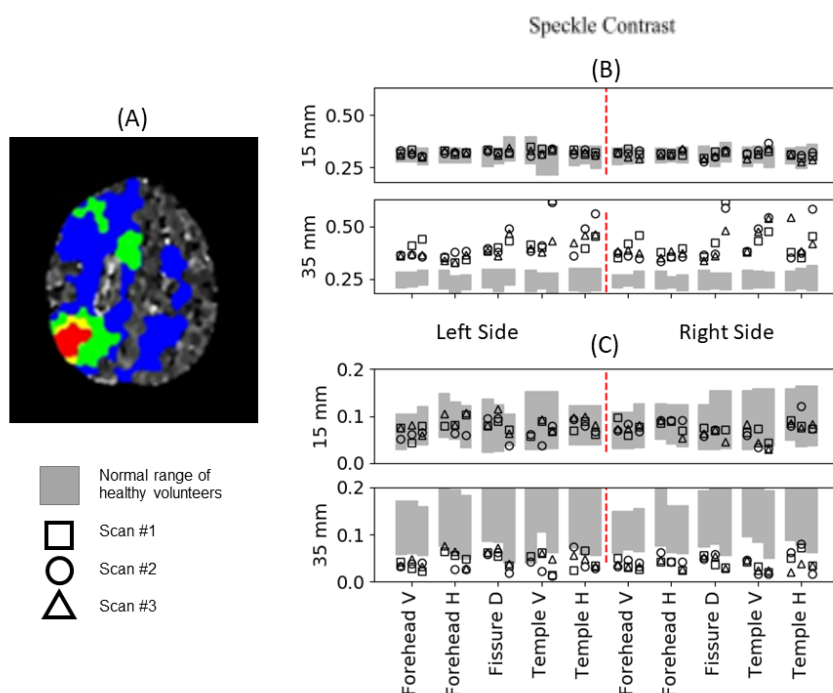 Speckle Contrast
(A)
(B)
15 mm
0.50
0.25
35 mm
0.50
0.25
Left Side
Right Side
(C)
15 mm
0.2
0.1
0.0
35 mm
0.2
0.1
0.0
Forehead V
Forehead H
Fissure D
Temple V
Temple H
Forehead V
Forehead H
Fissure D
Temple V
Temple H
Normal range of
healthy volunteers
Scan #1
Scan #2
Scan #3